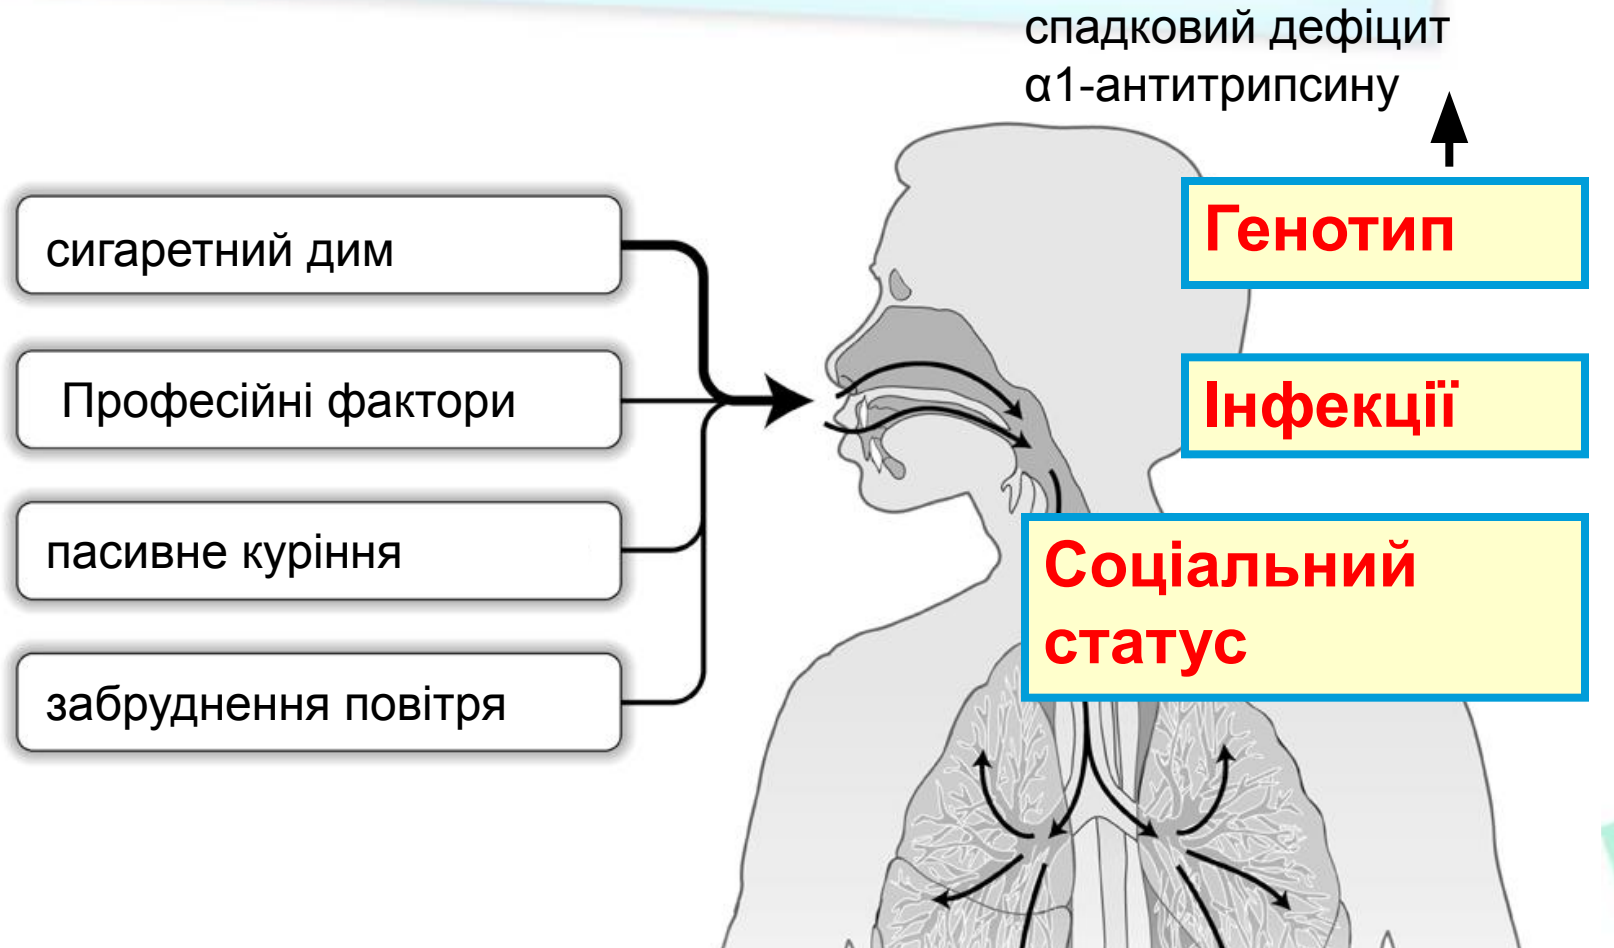 спадковий дефіцит
α1-антитрипсину
сигаретний дим
Професійні фактори
пасивне куріння
забруднення повітря
Генотип
Інфекції
Соціальний
статус